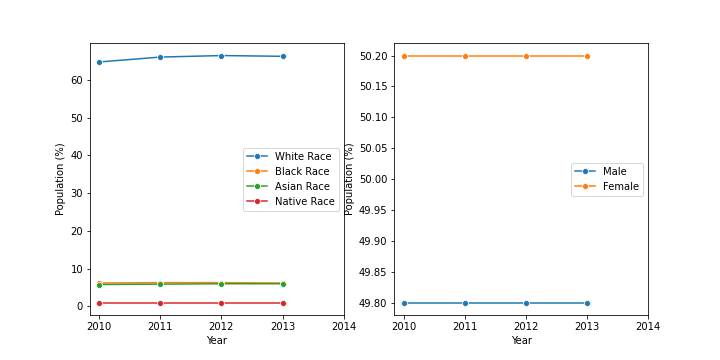 60
50
40
30
20
10
0
Population (%)
2010 2011 2012 2013 2014
Year
White Race
Black Race
Asian Race
Native Race
50.20
50.15
50.10
50.05
50.00
49.95
49.90
49.85
49.80
Population (%)
2010 2011 2012 2013 2014
Year
Male
Female